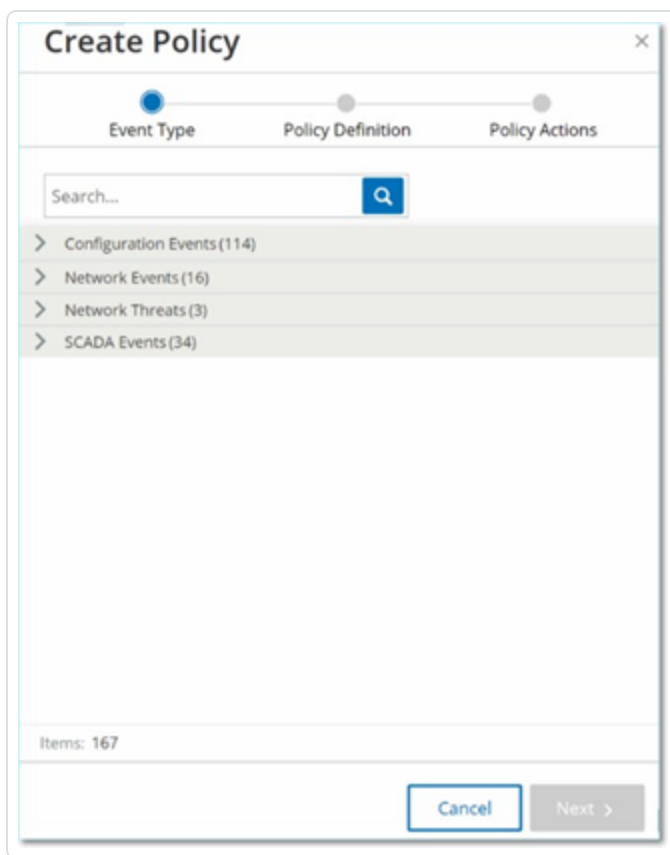 Create Policy
Event Type Policy Definition Policy Actions
Search...
Configuration Events (114)
Network Events (16)
Network Threats (3)
SCADA Events (34)
Items: 167
Cancel Next